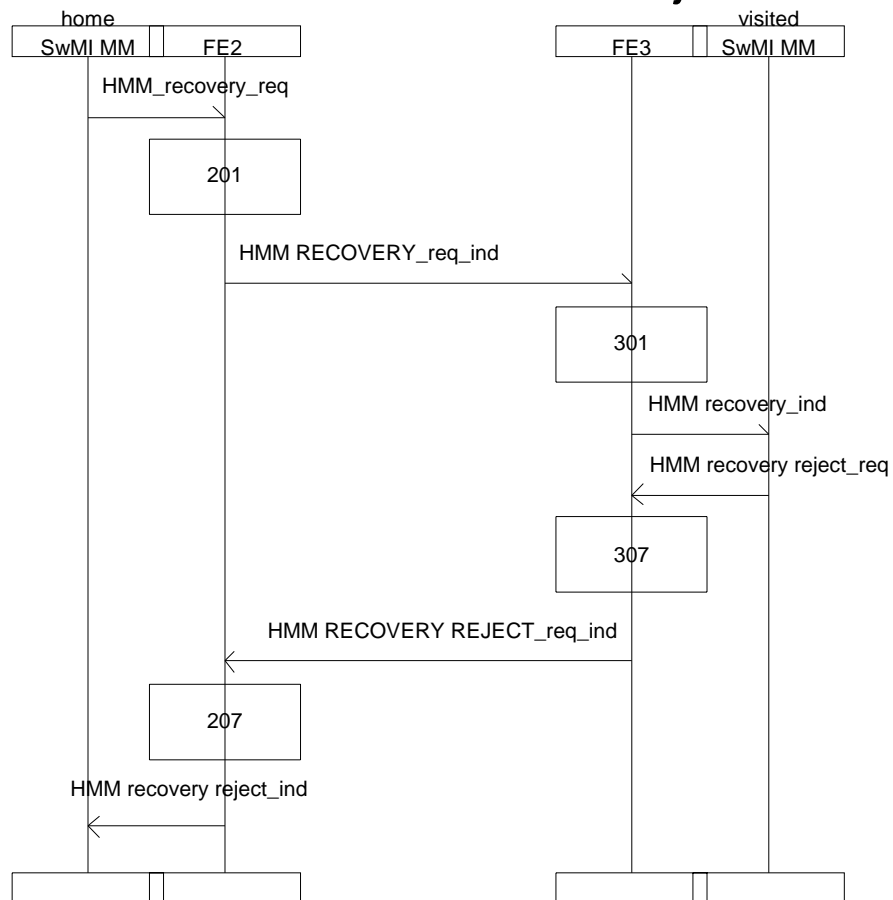 home
visited
SwMI MM
FE2
FE3
SwMI MM
HMM_recovery_req
201
HMM RECOVERY_req_ind
301
HMM recovery_ind
HMM recovery reject_req
307
HMM RECOVERY REJECT_req_ind
207
HMM recovery reject_ind